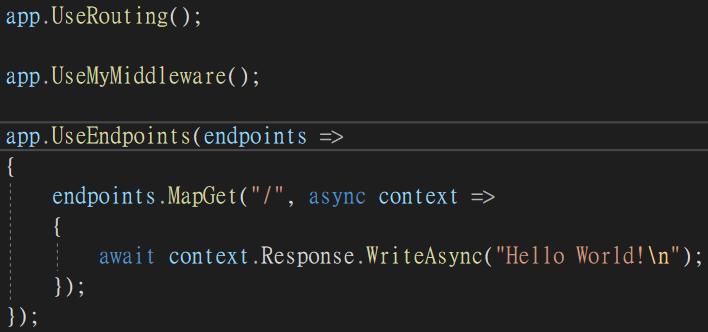 app.UseRouting();
app.UseMyMiddleware();
app.UseEndpoints(endpoints =>
{
endpoints.MapGet("/", async context =>
{
await context.Response.WriteAsync("Hello World!\n");
});
});